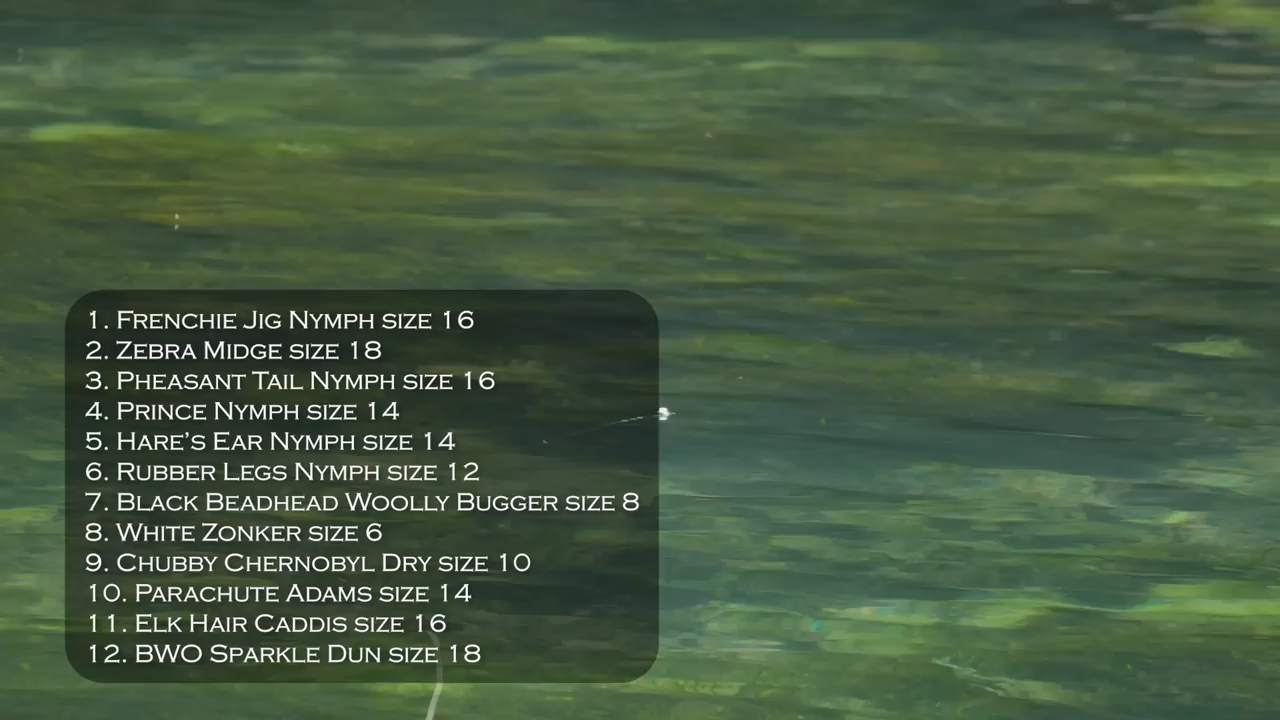 1. Frenchie Jig Nymph size 16
2. Zebra Midge size 18
3. Pheasant Tail Nymph size 16
4. Prince Nymph size 14
5. Hare's Ear Nymph size 14
6. Rubber Legs Nymph size 12
7. Black Beadhead Woolly Bugger size 8
8. White Zonker size 6
9. Chubby Chernobyl Dry size 10
10. Parachute Adams size 14
11. Elk Hair Caddis size 16
12. BWO Sparkle Dun size 18